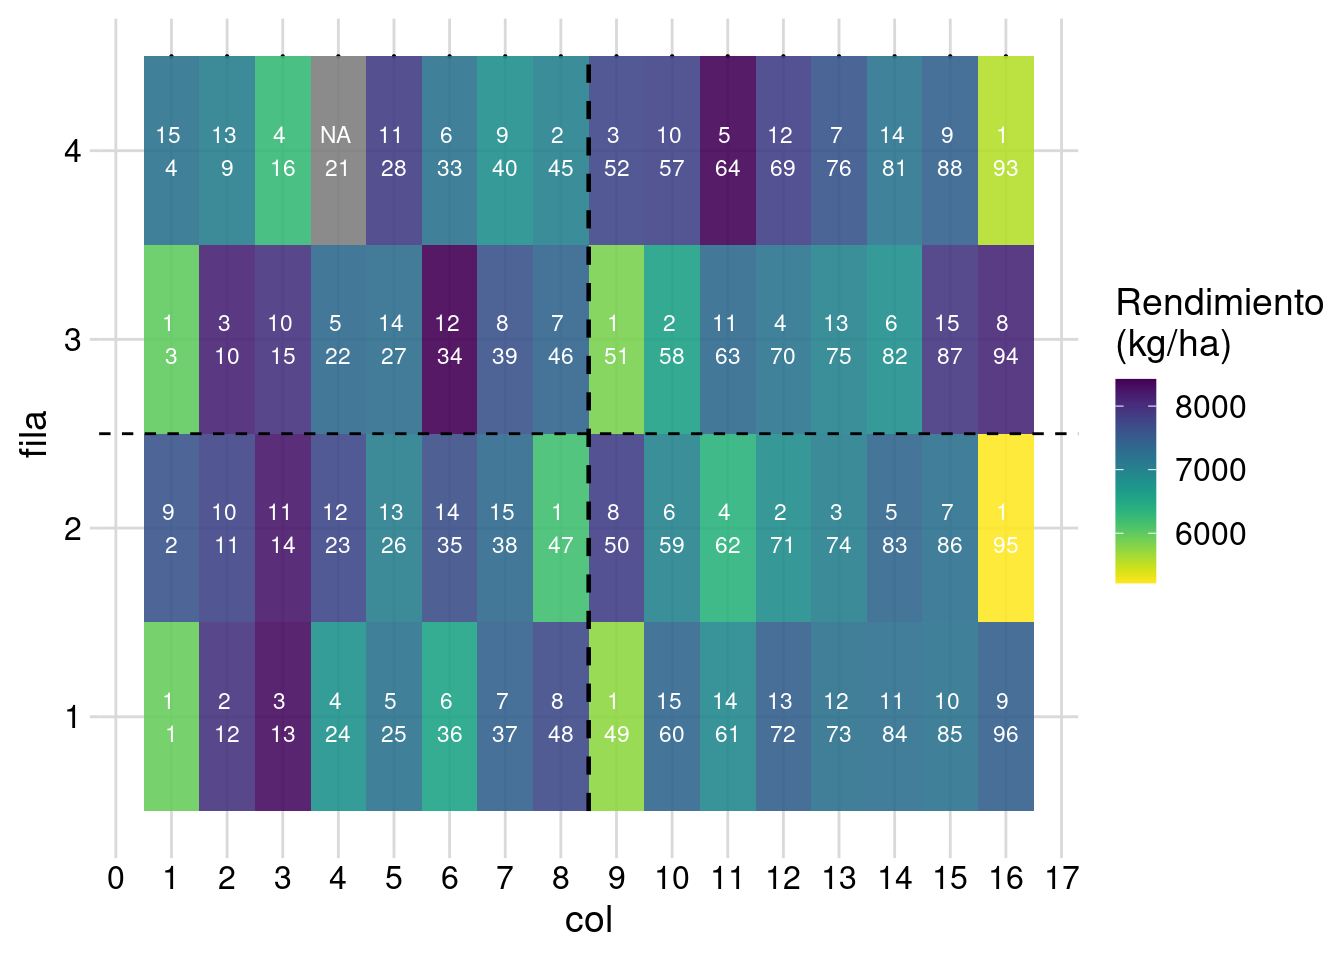 15 13 4 NA 11 6 9 2 3 10 5 12 7 14 9 1
4 4 9 16 21 28 33 40 45 52 57 64 69 76 81 88 93
1 3 10 5 14 12 8 7 1 2 11 4 13 6 15 8
3 3 10 15 22 27 34 39 46 51 58 63 70 75 82 87 94
9 10 11 12 13 14 15 1 8 6 4 2 3 5 7 1
2 2 11 14 23 26 35 38 47 50 59 62 71 74 83 86 95
1 2 3 4 5 6 7 8 1 15 14 13 12 11 10 9
1 1 12 13 24 25 36 37 48 49 60 61 72 73 84 85 96
0 1 2 3 4 5 6 7 8 9 10 11 12 13 14 15 16 17
col
fila
Rendimiento
(kg/ha)
8000
7000
6000